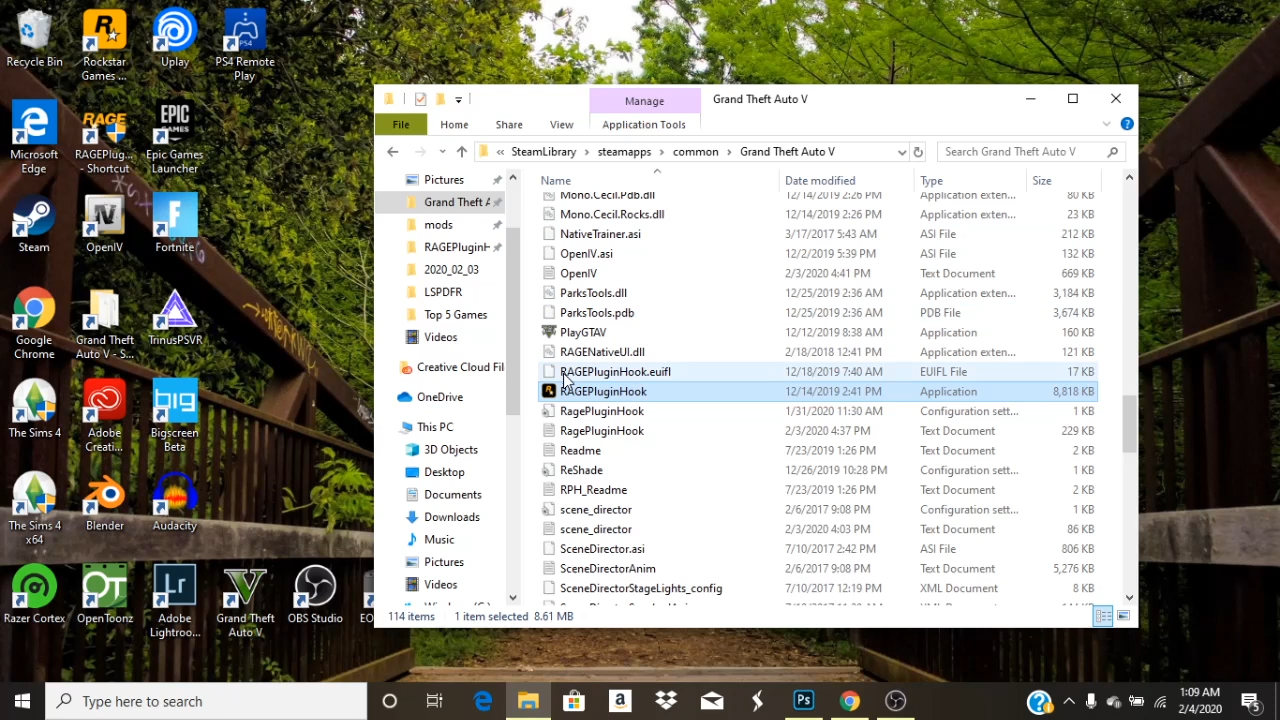 Recycle Bin
Rockstar Games ...
Uplay
PS4 Remote Play
Microsoft Edge
RAGEPlug... - Shortcut
EPIC GAMES
Epic Games Launcher
Steam
OpenIV
Fortnite
Google Chrome
Grand Theft Auto V - S...
TrinusPSVR
The Sims 4
Adobe Creati...
big
Bigscreen Beta
The Sims 4 x64
Blender
Audacity
Razer Cortex
OpenToonz
Adobe Lightroo...
Grand Theft Auto V
OBS Studio
EO
Manage
Grand Theft Auto V
File
Home
Share
View
Application Tools
« SteamLibrary > steamapps > common > Grand Theft Auto V
Search Grand Theft Auto V
Pictures
Grand Theft A
mods
RAGEPluginH
2020_02_03
LSPDFR
Top 5 Games
Videos
Creative Cloud Fil
OneDrive
This PC
3D Objects
Desktop
Documents
Downloads
Music
Pictures
Videos
Name Date modified Type Size
Mono.Cecil.Pdb.dll 12/14/2019 2:26 PM Application exten... 80 KB
Mono.Cecil.Rocks.dll 12/14/2019 2:26 PM Application exten... 23 KB
NativeTrainer.asi 3/17/2017 5:43 AM ASI File 212 KB
OpenIV.asi 12/2/2019 5:39 PM ASI File 132 KB
OpenIV 2/3/2020 4:41 PM Text Document 669 KB
ParksTools.dll 12/25/2019 2:36 AM Application exten... 3,184 KB
ParksTools.pdb 12/25/2019 2:36 AM PDB File 3,674 KB
PlayGTAV 12/12/2019 8:38 AM Application 160 KB
RAGENativeUI.dll 2/18/2018 12:41 PM Application exten... 121 KB
RAGEPluginHook.euifl 12/18/2019 7:40 AM EUIFL File 17 KB
RAGEPluginHook 12/14/2019 2:41 PM Application 8,818 KB
RagePluginHook 1/31/2020 11:30 AM Configuration sett... 1 KB
RagePluginHook 2/3/2020 4:37 PM Text Document 229 KB
Readme 7/23/2019 1:26 PM Text Document 2 KB
ReShade 12/26/2019 10:28 PM Configuration sett... 1 KB
RPH_Readme 7/23/2019 1:26 PM Text Document 2 KB
scene_director 2/6/2017 9:08 PM Configuration sett... 1 KB
scene_director 2/3/2020 4:03 PM Text Document 86 KB
SceneDirector.asi 7/10/2017 2:42 PM ASI File 806 KB
SceneDirectorAnim 2/6/2017 9:08 PM Text Document 5,276 KB
SceneDirectorStageLights_config 7/10/2017 12:19 PM XML Document 8 KB
114 items 1 item selected 8.61 MB
Type here to search
1:09 AM
2/4/2020
5